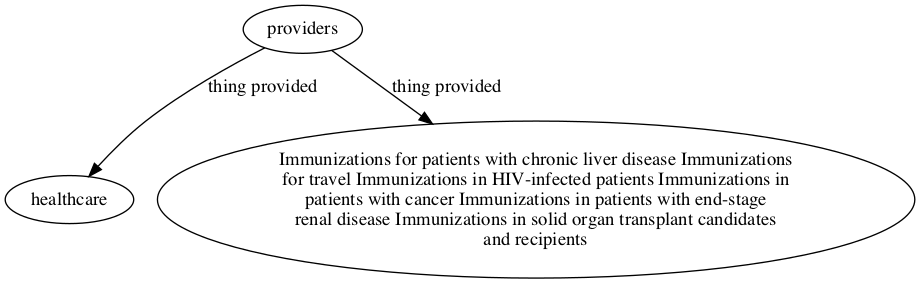 providers
thing provided
thing provided
healthcare
Immunizations for patients with chronic liver disease Immunizations
for travel Immunizations in HIV-infected patients Immunizations in
patients with cancer Immunizations in patients with end-stage
renal disease Immunizations in solid organ transplant candidates
and recipients